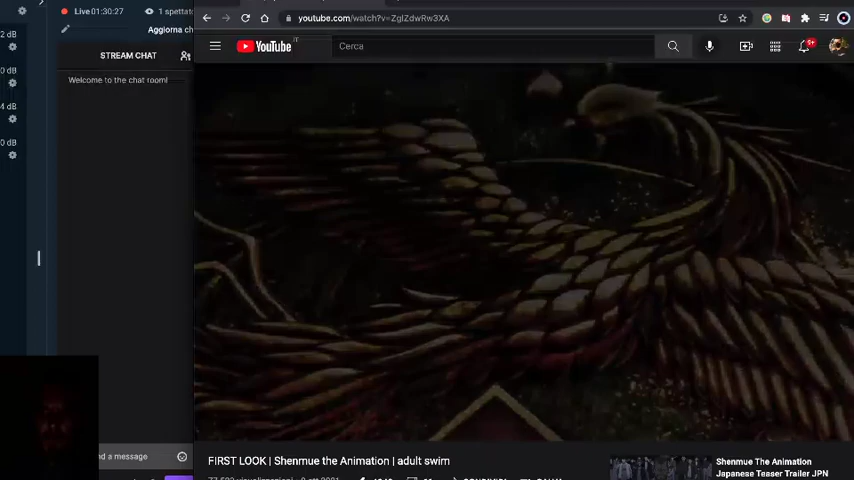 Live 01:30:27
1 spettato
youtube.com/watch?v=ZgIZdwRw3XA
2 dB
Aggiorna ch
YouTube IT
Cerca
9+
STREAM CHAT
0 dB
Welcome to the chat room!
4 dB
0 dB
nd a message
FIRST LOOK | Shenmue the Animation | adult swim
Shenmue The Animation
Japanese Teaser Trailer JPN